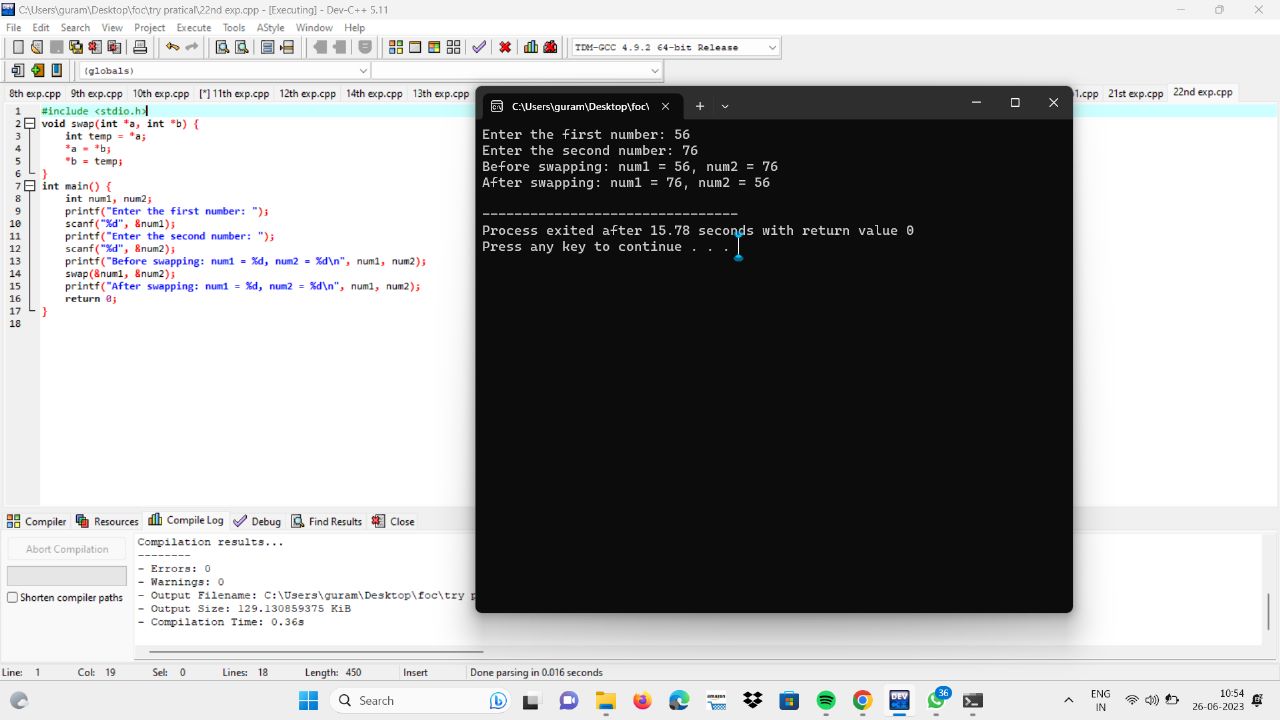 C:\Users\guram\Desktop\foc\try pratical\22nd exp.cpp - [Executing] - Dev-C++ 5.11
File Edit Search View Project Execute Tools AStyle Window Help
TDM-GCC 4.9.2 64-bit Release
(globals)
8th exp.cpp 9th exp.cpp 10th exp.cpp [*] 11th exp.cpp 12th exp.cpp 14th exp.cpp 13th exp.cpp 21st exp.cpp 22nd exp.cpp
1 #include <stdio.h>
2 void swap(int *a, int *b) {
3 int temp = *a;
4 *a = *b;
5 *b = temp;
6 }
7 int main() {
8 int num1, num2;
9 printf("Enter the first number: ");
10 scanf("%d", &num1);
11 printf("Enter the second number: ");
12 scanf("%d", &num2);
13 printf("Before swapping: num1 = %d, num2 = %d\n", num1, num2);
14 swap(&num1, &num2);
15 printf("After swapping: num1 = %d, num2 = %d\n", num1, num2);
16 return 0;
17 }
18
C:\Users\guram\Desktop\foc\
Enter the first number: 56
Enter the second number: 76
Before swapping: num1 = 56, num2 = 76
After swapping: num1 = 76, num2 = 56
--------------------------------
Process exited after 15.78 seconds with return value 0
Press any key to continue . . .
Compiler Resources Compile Log Debug Find Results Close
Abort Compilation
Shorten compiler paths
Compilation results...
--------
- Errors: 0
- Warnings: 0
- Output Filename: C:\Users\guram\Desktop\foc\try
- Output Size: 129.130859375 KiB
- Compilation Time: 0.36s
Line: 1 Col: 19 Sel: 0 Lines: 18 Length: 450 Insert Done parsing in 0.016 seconds
Search
amazon
DEV
36
ENG
IN
10:54
26-06-2023